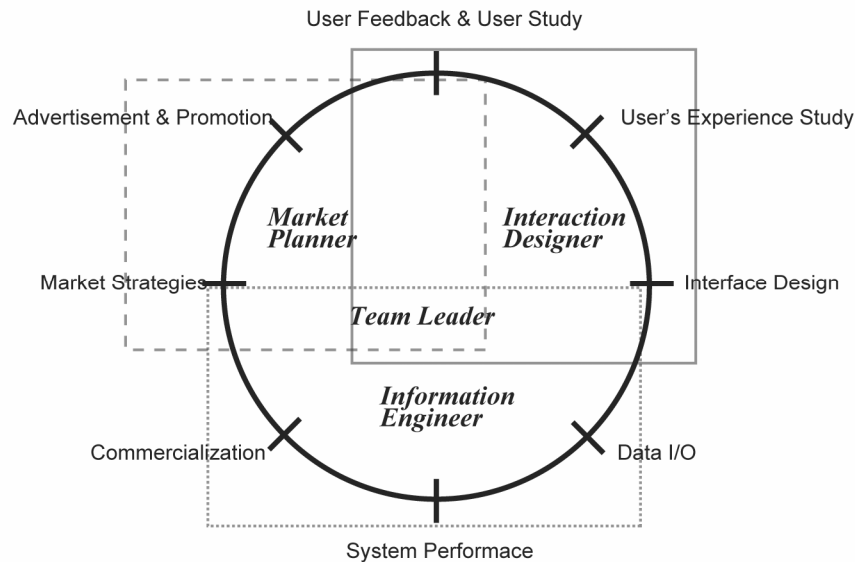 User Feedback & User Study
Advertisement & Promotion
User's Experience Study
Market
Planner
Interaction
Designer
Market Strategies
Interface Design
Team Leader
Information
Engineer
Commercialization
Data I/O
System Performace